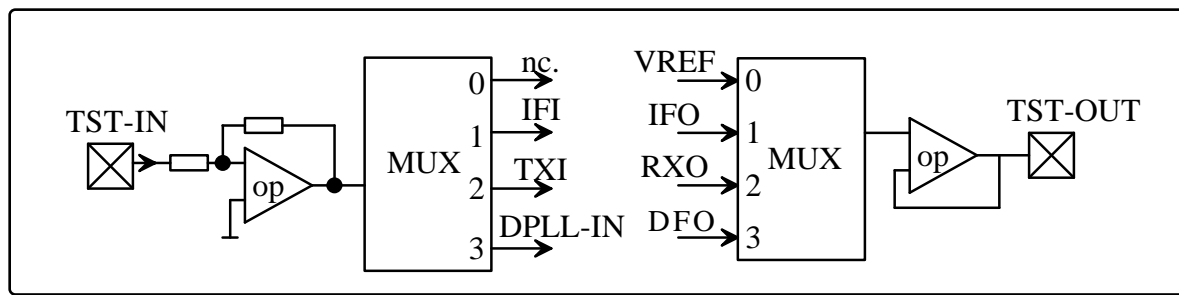 TST-IN
op
MUX
0 nc.
1 IFI
2 TXI
3 DPLL-IN
VREF 0
IFO 1
RXO 2
DFO 3
MUX
op
TST-OUT